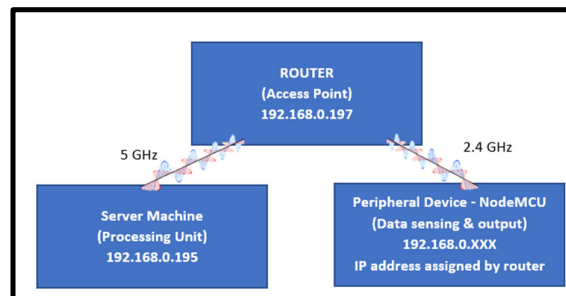 ROUTER
(Access Point)
192.168.0.197
5 GHz
2.4 GHz
Server Machine
(Processing Unit)
192.168.0.195
Peripheral Device - NodeMCU
(Data sensing & output)
192.168.0.XXX
IP address assigned by router